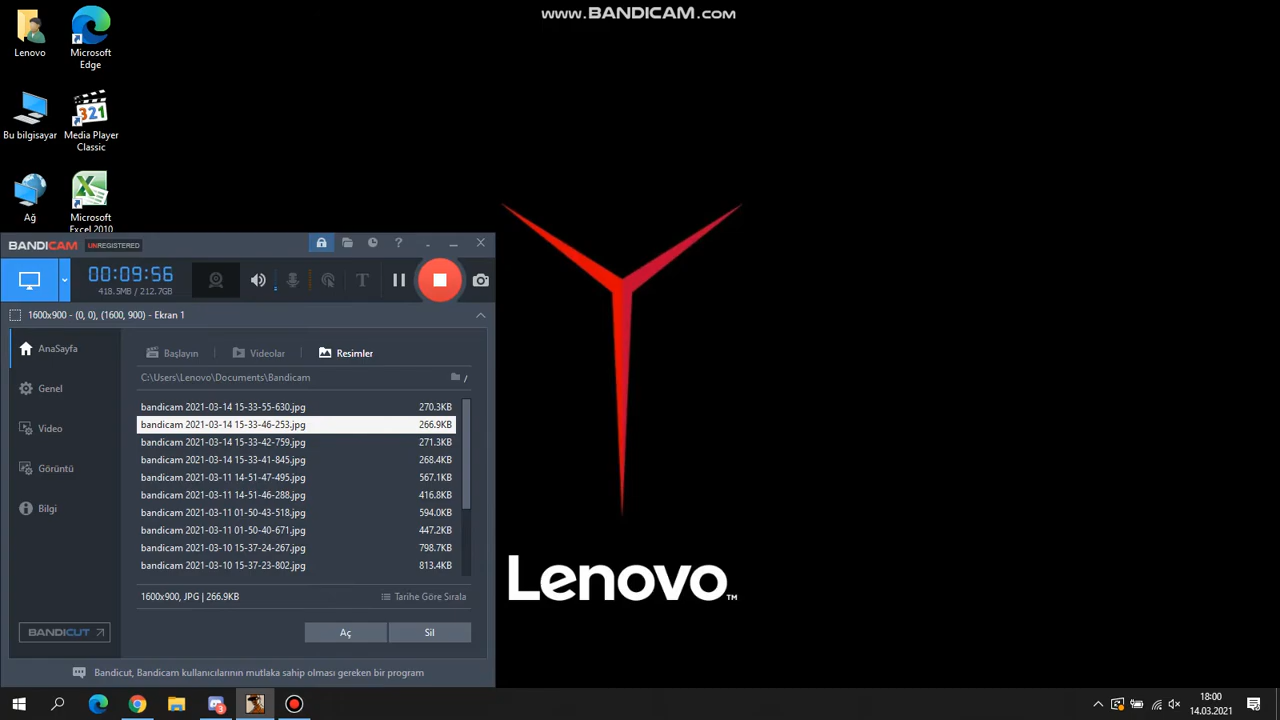 www.BANDICAM.com
Lenovo
Microsoft
Edge
Bu bilgisayar
Media Player
Classic
Ağ
Microsoft
Excel 2010
BANDICAM UNREGISTERED
00:09:56
418.5MB / 212.7GB
1600x900 - (0, 0), (1600, 900) - Ekran 1
AnaSayfa
Genel
Video
Görüntü
Bilgi
Başlayın
Videolar
Resimler
C:\Users\Lenovo\Documents\Bandicam
bandicam 2021-03-14 15-33-55-630.jpg 270.3KB
bandicam 2021-03-14 15-33-46-253.jpg 266.9KB
bandicam 2021-03-14 15-33-42-759.jpg 271.3KB
bandicam 2021-03-14 15-33-41-845.jpg 268.4KB
bandicam 2021-03-11 14-51-47-495.jpg 567.1KB
bandicam 2021-03-11 14-51-46-288.jpg 416.8KB
bandicam 2021-03-11 01-50-43-518.jpg 594.0KB
bandicam 2021-03-11 01-50-40-671.jpg 447.2KB
bandicam 2021-03-10 15-37-24-267.jpg 798.7KB
bandicam 2021-03-10 15-37-23-802.jpg 813.4KB
1600x900, JPG | 266.9KB
Tarihe Göre Sırala
Aç
Sil
BANDICUT
Bandicut, Bandicam kullanıcılarının mutlaka sahip olması gereken bir program
Lenovo™
18:00
14.03.2021